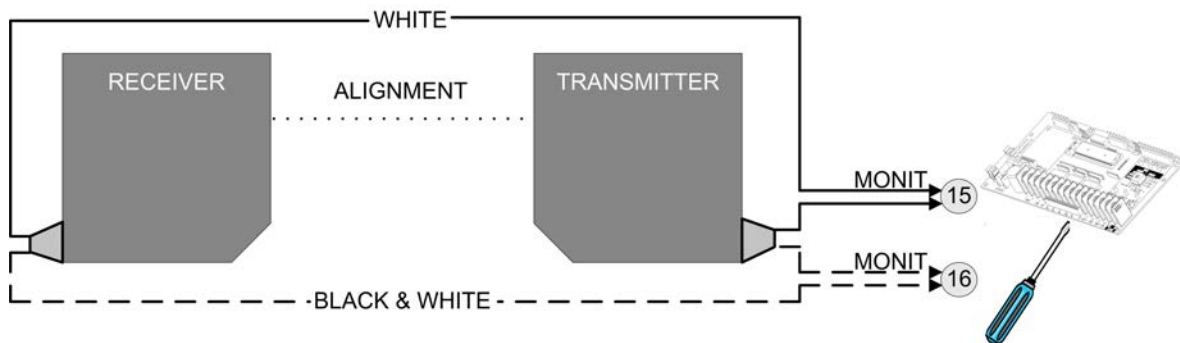 WHITE
RECEIVER
ALIGNMENT
TRANSMITTER
MONIT
15
MONIT
16
BLACK & WHITE